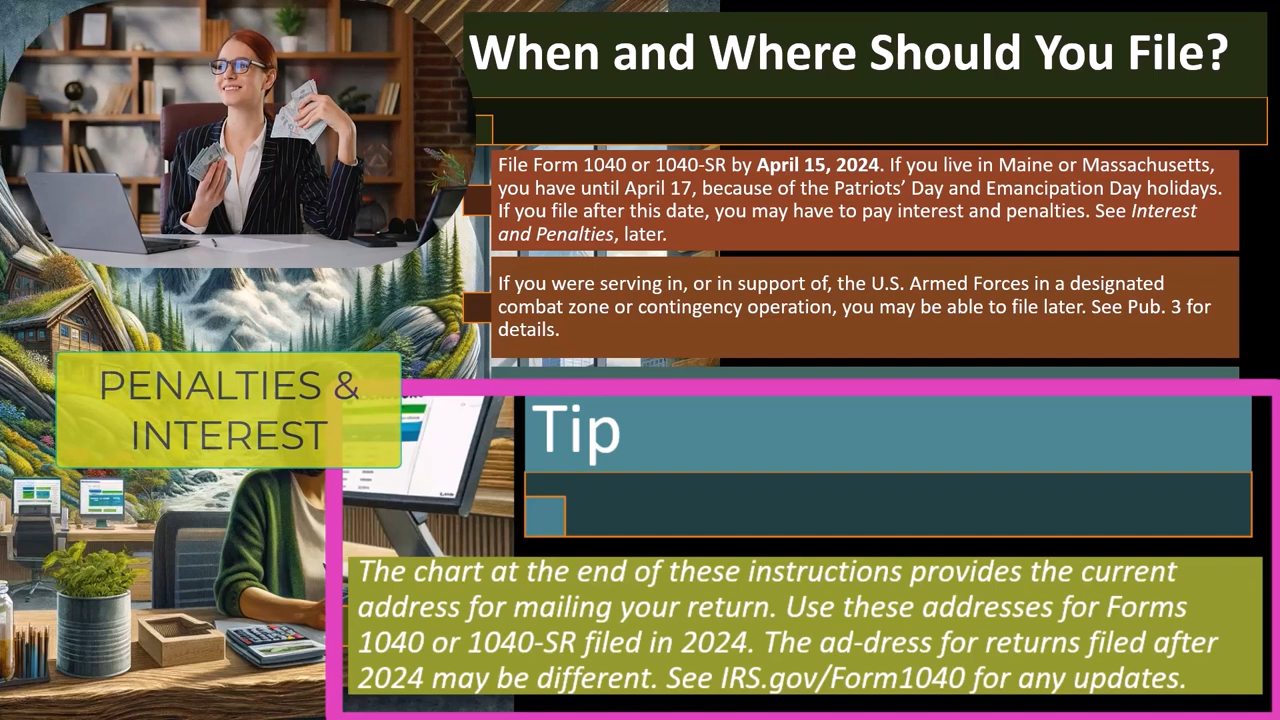 When and Where Should You File?
File Form 1040 or 1040-SR by April 15, 2024. If you live in Maine or Massachusetts,
you have until April 17, because of the Patriots’ Day and Emancipation Day holidays.
If you file after this date, you may have to pay interest and penalties. See Interest
and Penalties, later.
If you were serving in, or in support of, the U.S. Armed Forces in a designated
combat zone or contingency operation, you may be able to file later. See Pub. 3 for
details.
PENALTIES &
INTEREST
Tip
The chart at the end of these instructions provides the current
address for mailing your return. Use these addresses for Forms
1040 or 1040-SR filed in 2024. The ad-dress for returns filed after
2024 may be different. See IRS.gov/Form1040 for any updates.